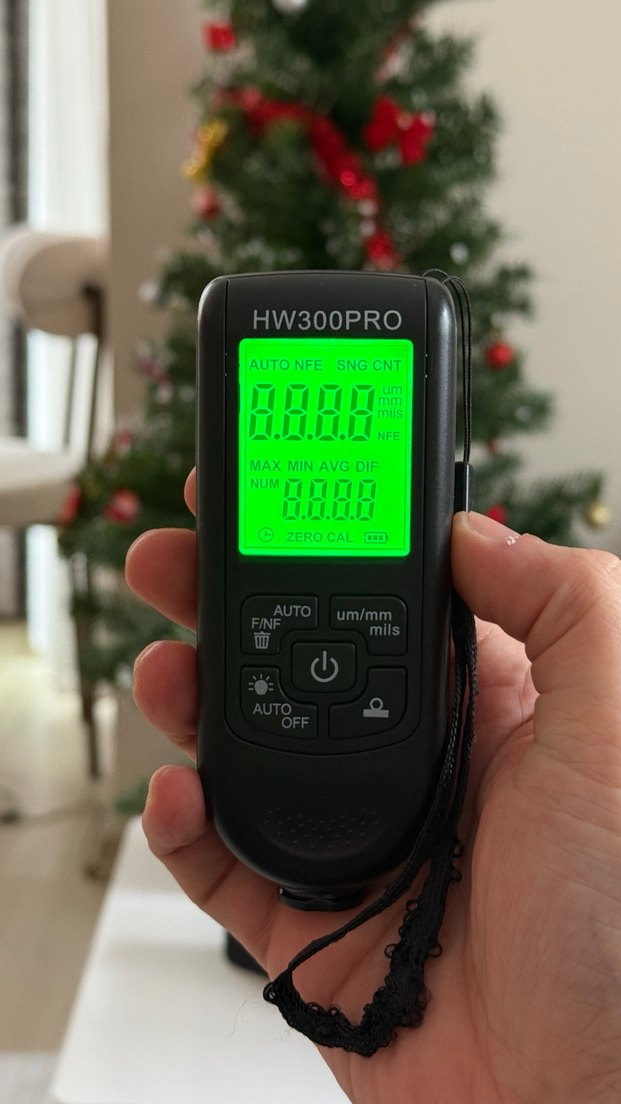 HW300PRO
AUTO NFE SNG CNT
8.8.8.8
um
mm
mils
NFE
MAX MIN AVG DIF
NUM 8.8.8.8
ZERO CAL
AUTO
F/NF
um/mm
mils
AUTO
OFF